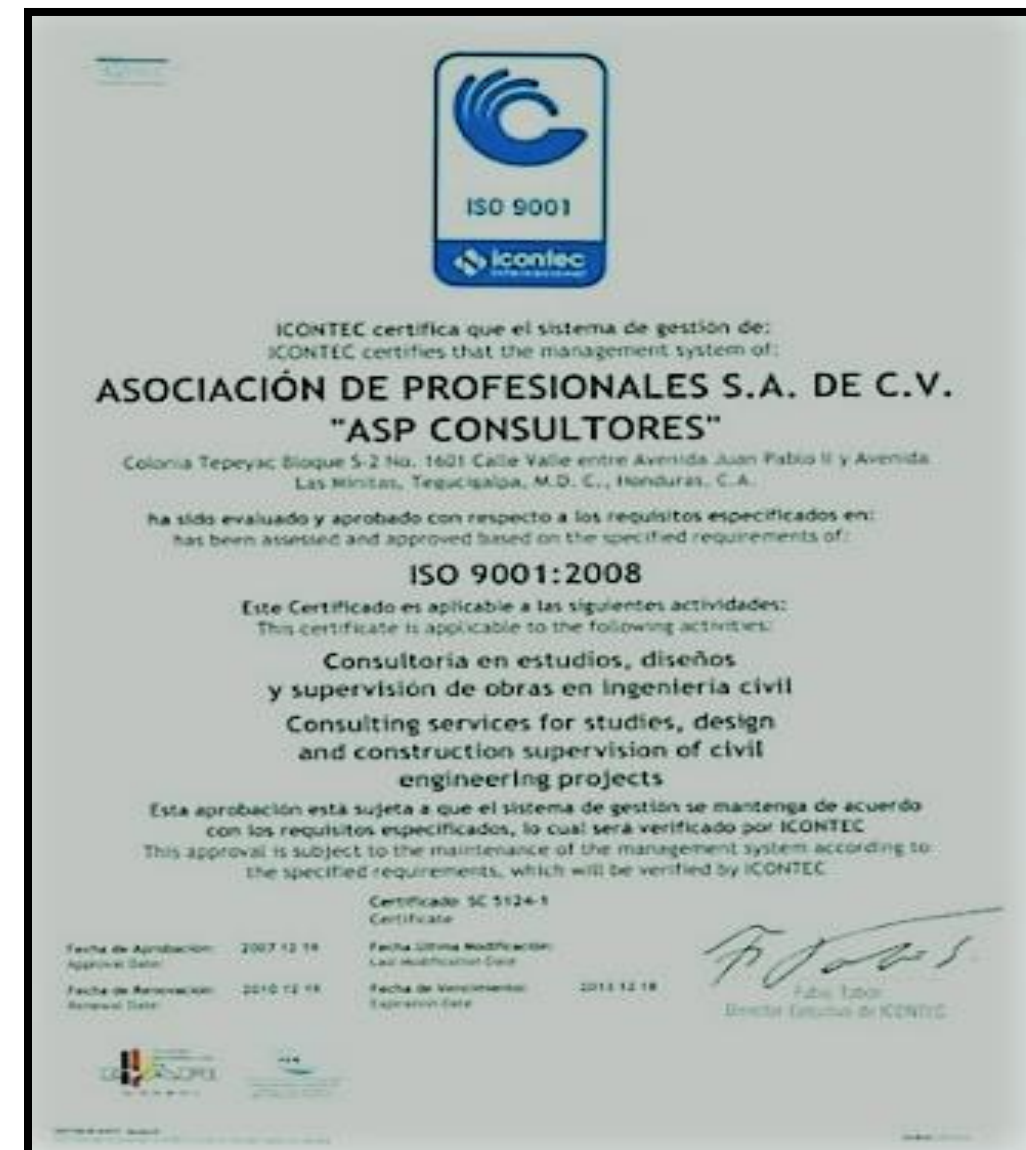 ISO 9001
icontec
INTERNACIONAL
ICONTEC certifica que el sistema de gestión de:
ICONTEC certifies that the management system of:
ASOCIACIÓN DE PROFESIONALES S.A. DE C.V.
"ASP CONSULTORES"
Colonia Tepeyac Bloque S-2 No. 1601 Calle Valle entre Avenida Juan Pablo II y Avenida
Las Minitas, Tegucigalpa, M.D. C., Honduras, C.A.
ha sido evaluado y aprobado con respecto a los requisitos especificados en:
has been assessed and approved based on the specified requirements of:
ISO 9001:2008
Este Certificado es aplicable a las siguientes actividades:
This certificate is applicable to the following activities:
Consultoría en estudios, diseños
y supervisión de obras en ingeniería civil
Consulting services for studies, design
and construction supervision of civil
engineering projects
Esta aprobación está sujeta a que el sistema de gestión se mantenga de acuerdo
con los requisitos especificados, lo cual será verificado por ICONTEC
This approval is subject to the maintenance of the management system according to
the specified requirements, which will be verified by ICONTEC
Certificado SC 5124-1
Certificate
Fecha de Aprobación: 2007 12 19 Fecha Última Modificación:
Approval Date: Last Modification Date
Fecha de Renovación: 2010 12 Fecha de Vencimiento: 2013 12 18
Renewal Date: Expiration Date
Fabio Tobón
Director Ejecutivo de ICONTEC